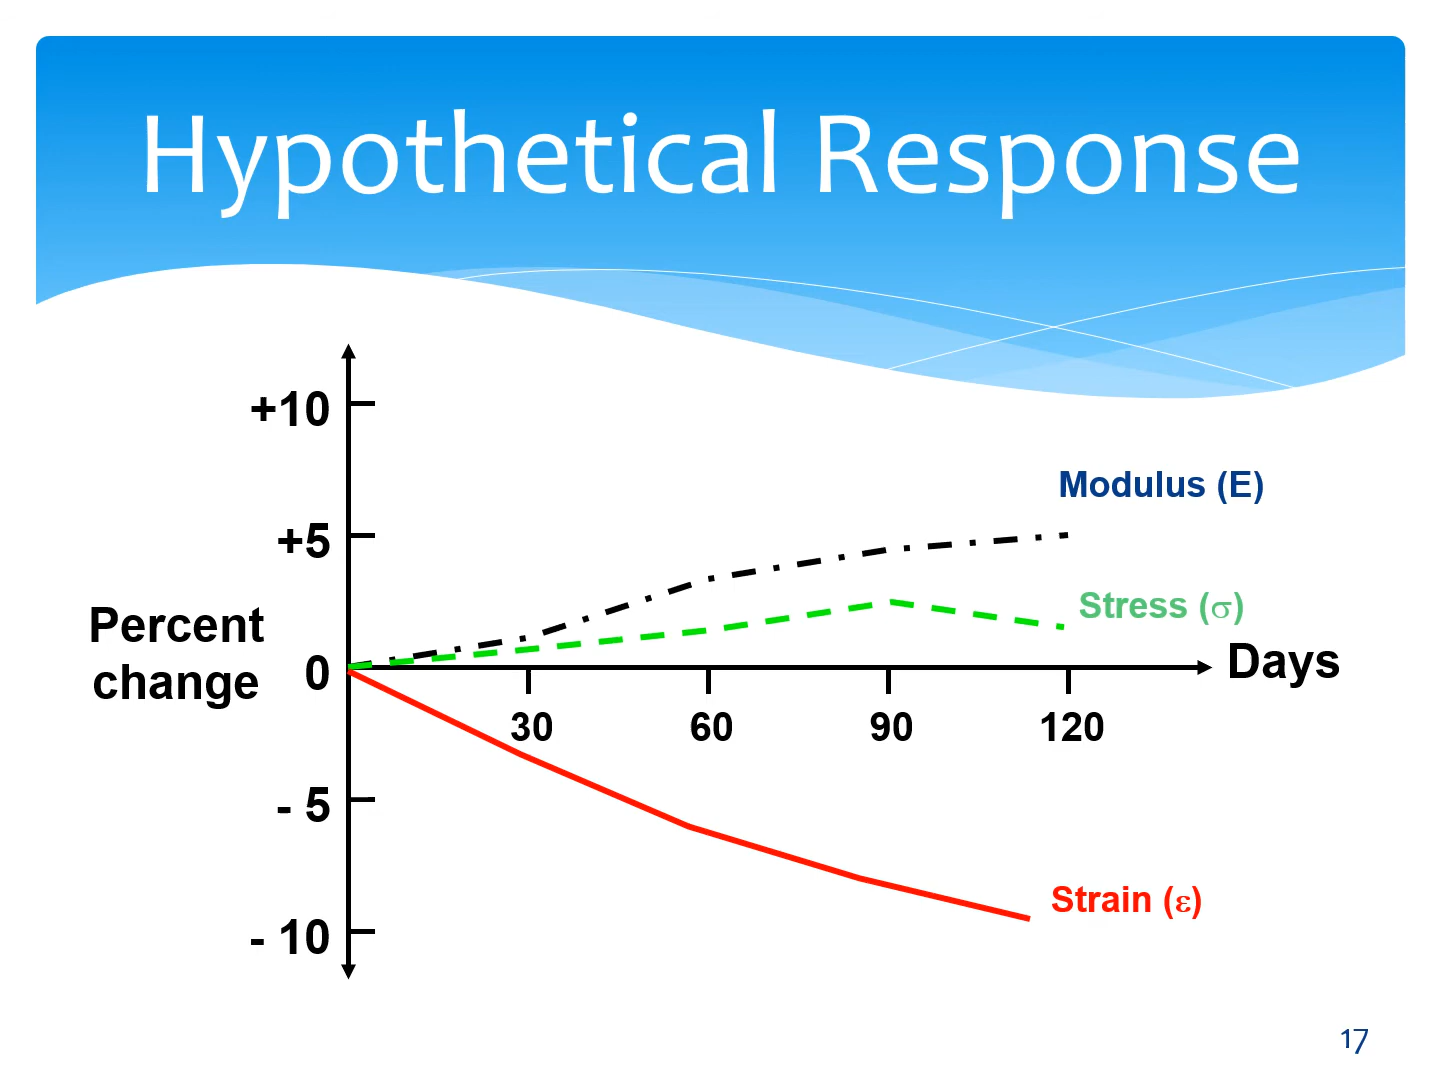 Hypothetical Response
+10
Modulus (E)
+5
Stress (σ)
Percent
change
0
Days
30
60
90
120
- 5
Strain (ε)
- 10
17